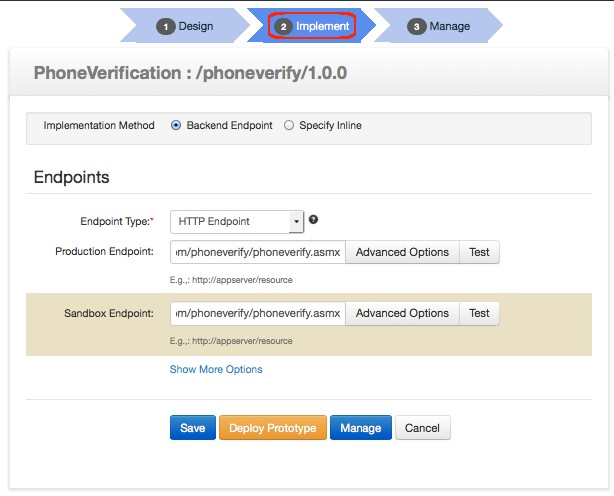 1 Design 2 Implement 3 Manage
PhoneVerification : /phoneverify/1.0.0
Implementation Method Backend Endpoint Specify Inline
Endpoints
Endpoint Type:* HTTP Endpoint ?
Production Endpoint: om/phoneverify/phoneverify.asmx Advanced Options Test
E.g.,: http://appserver/resource
Sandbox Endpoint: om/phoneverify/phoneverify.asmx Advanced Options Test
E.g.,: http://appserver/resource
Show More Options
Save Deploy Prototype Manage Cancel